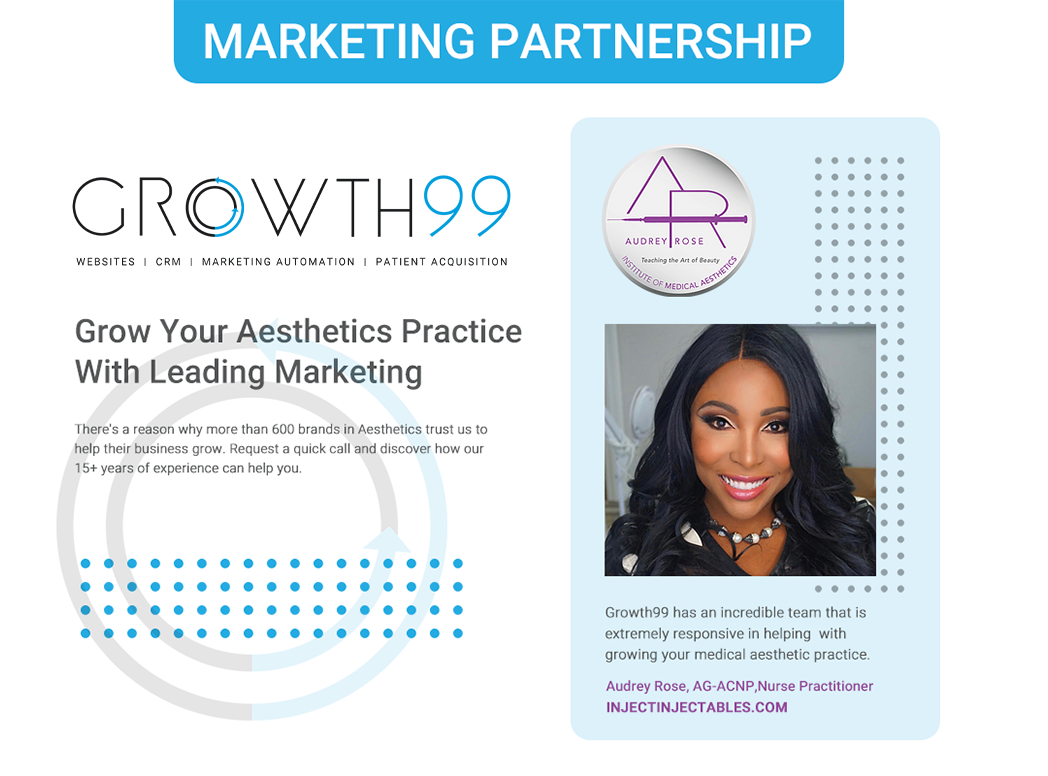 MARKETING PARTNERSHIP
GROWTH99
WEBSITES | CRM | MARKETING AUTOMATION | PATIENT ACQUISITION
Grow Your Aesthetics Practice
With Leading Marketing
There's a reason why more than 600 brands in Aesthetics trust us to
help their business grow. Request a quick call and discover how our
15+ years of experience can help you.
AR
AUDREY ROSE
Teaching the Art of Beauty
INSTITUTE OF MEDICAL AESTHETICS
Growth99 has an incredible team that is
extremely responsive in helping  with
growing your medical aesthetic practice.
Audrey Rose, AG-ACNP,Nurse Practitioner
INJECTINJECTABLES.COM